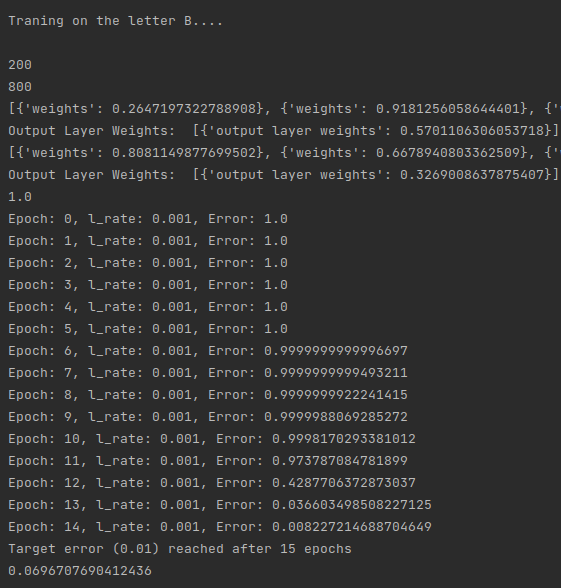 Traning on the letter B....
200
800
[{'weights': 0.2647197322788908}, {'weights': 0.9181256058644401}, {'
Output Layer Weights:  [{'output layer weights': 0.5701106306053718}]
[{'weights': 0.8081149877699502}, {'weights': 0.6678940803362509}, {'
Output Layer Weights:  [{'output layer weights': 0.3269008637875407}]
1.0
Epoch: 0, l_rate: 0.001, Error: 1.0
Epoch: 1, l_rate: 0.001, Error: 1.0
Epoch: 2, l_rate: 0.001, Error: 1.0
Epoch: 3, l_rate: 0.001, Error: 1.0
Epoch: 4, l_rate: 0.001, Error: 1.0
Epoch: 5, l_rate: 0.001, Error: 1.0
Epoch: 6, l_rate: 0.001, Error: 0.9999999999996697
Epoch: 7, l_rate: 0.001, Error: 0.9999999999493211
Epoch: 8, l_rate: 0.001, Error: 0.9999999922241415
Epoch: 9, l_rate: 0.001, Error: 0.9999988069285272
Epoch: 10, l_rate: 0.001, Error: 0.9998170293381012
Epoch: 11, l_rate: 0.001, Error: 0.973787084781899
Epoch: 12, l_rate: 0.001, Error: 0.4287706372873037
Epoch: 13, l_rate: 0.001, Error: 0.036603498508227125
Epoch: 14, l_rate: 0.001, Error: 0.008227214688704649
Target error (0.01) reached after 15 epochs
0.0696707690412436